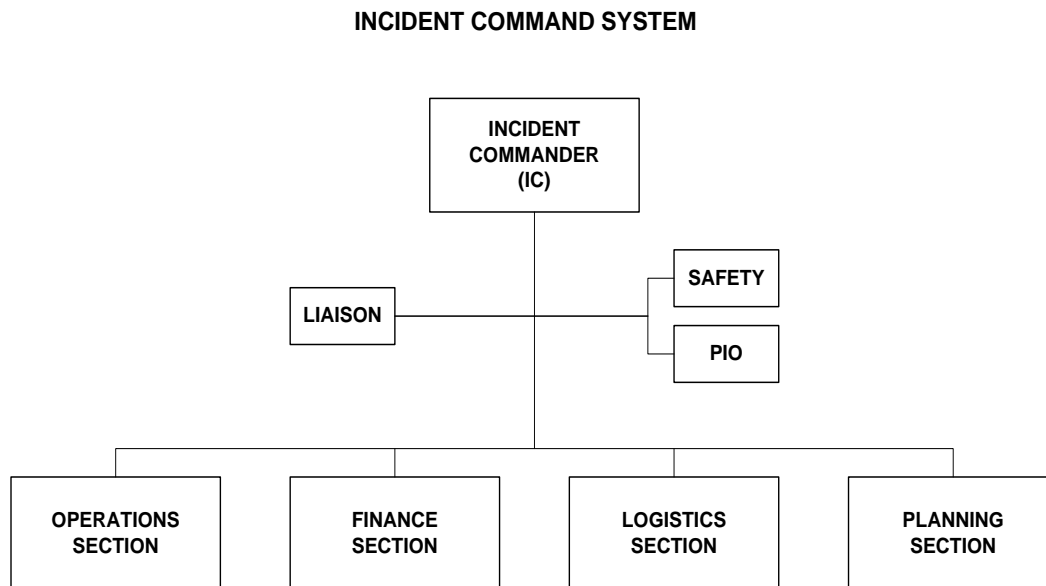 INCIDENT COMMAND SYSTEM
INCIDENT
COMMANDER
(IC)
SAFETY
LIAISON
PIO
OPERATIONS
SECTION
FINANCE
SECTION
LOGISTICS
SECTION
PLANNING
SECTION